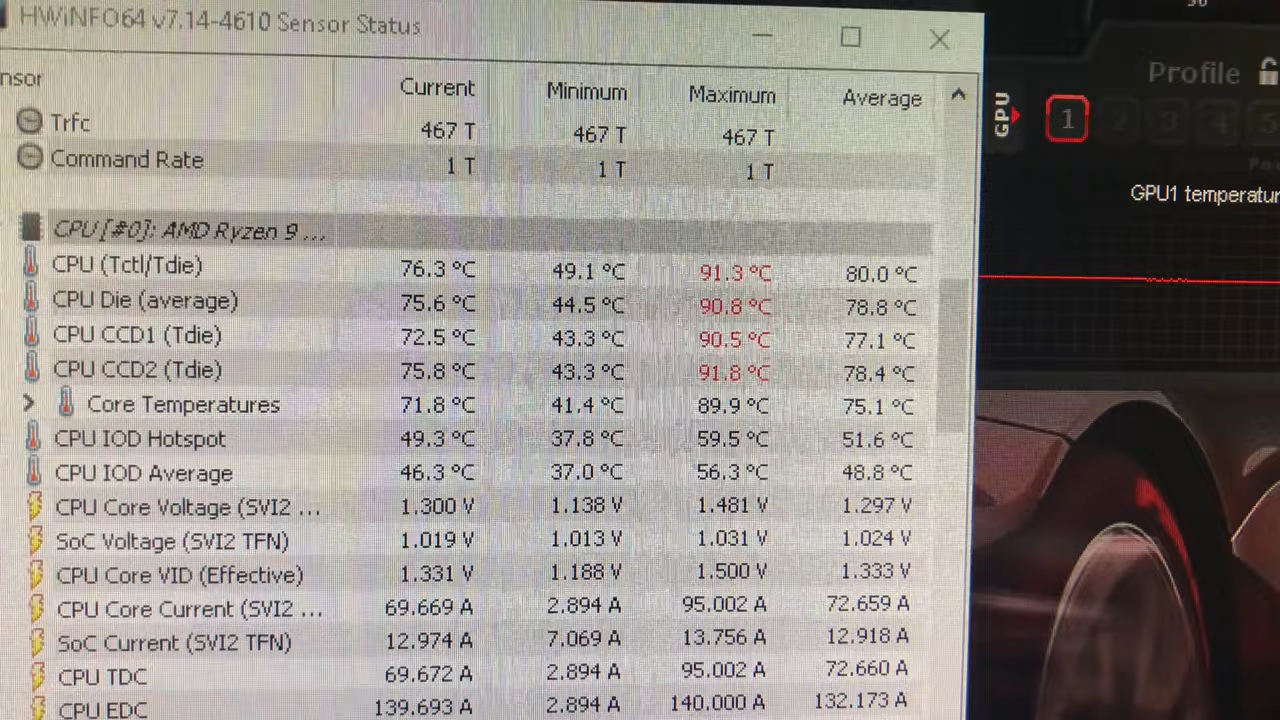 HWiNFO64 v7.14-4610 Sensor Status
nsor Current Minimum Maximum Average
Trfc 467 T 467 T 467 T
Command Rate 1 T 1 T 1 T
CPU [#0]: AMD Ryzen 9 ...
CPU (Tctl/Tdie) 76.3 °C 49.1 °C 91.3 °C 80.0 °C
CPU Die (average) 75.6 °C 44.5 °C 90.8 °C 78.8 °C
CPU CCD1 (Tdie) 72.5 °C 43.3 °C 90.5 °C 77.1 °C
CPU CCD2 (Tdie) 75.8 °C 43.3 °C 91.8 °C 78.4 °C
Core Temperatures 71.8 °C 41.4 °C 89.9 °C 75.1 °C
CPU IOD Hotspot 49.3 °C 37.8 °C 59.5 °C 51.6 °C
CPU IOD Average 46.3 °C 37.0 °C 56.3 °C 48.8 °C
CPU Core Voltage (SVI2 ... 1.300 V 1.138 V 1.481 V 1.297 V
SoC Voltage (SVI2 TFN) 1.019 V 1.013 V 1.031 V 1.024 V
CPU Core VID (Effective) 1.331 V 1.188 V 1.500 V 1.333 V
CPU Core Current (SVI2 ... 69.669 A 2.894 A 95.002 A 72.659 A
SoC Current (SVI2 TFN) 12.974 A 7.069 A 13.756 A 12.918 A
CPU TDC 69.672 A 2.894 A 95.002 A 72.660 A
CPU EDC 139.693 A 2.894 A 140.000 A 132.173 A
Profile
GPU
1 2 3 4 5
GPU1 temperatur